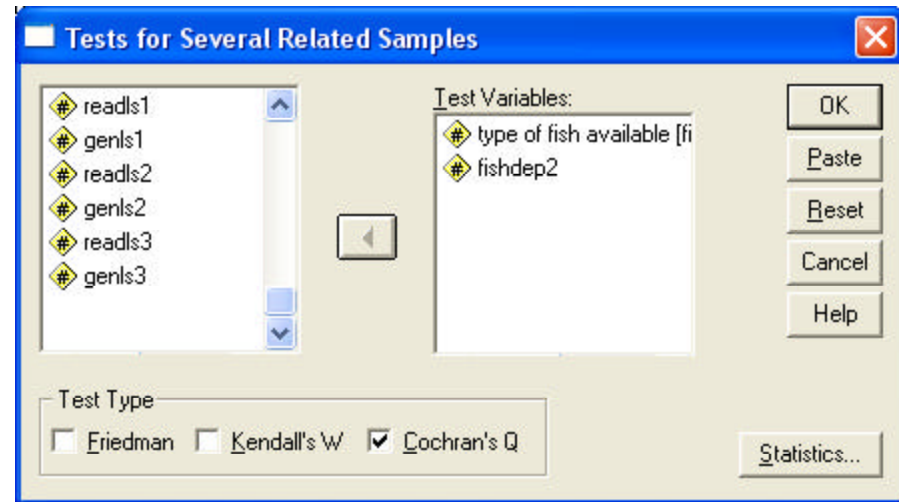 Tests for Several Related Samples
readls1
genls1
readls2
genls2
readls3
genls3
Test Variables:
type of fish available [fi
fishdep2
OK
Paste
Reset
Cancel
Help
Test Type
Friedman Kendall's W Cochran's Q
Statistics...